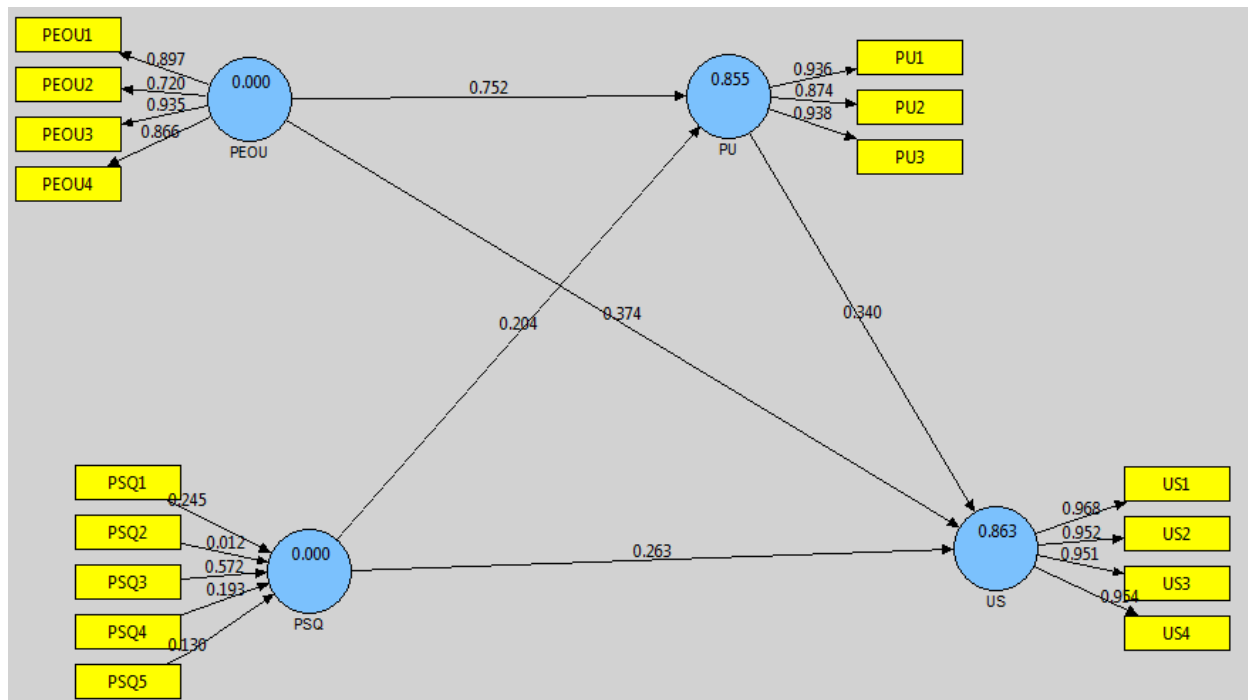 PEOU1
0.897
PEOU2
0.720
PEOU3
0.935
PEOU4
0.866
0.000
PEOU
0.752
0.855
PU
0.936
PU1
0.874
PU2
0.938
PU3
0.204
0.374
0.340
PSQ1
0.245
PSQ2
0.012
PSQ3
0.572
PSQ4
0.193
PSQ5
0.130
0.000
PSQ
0.263
0.863
US
0.968
US1
0.952
US2
0.951
US3
0.954
US4